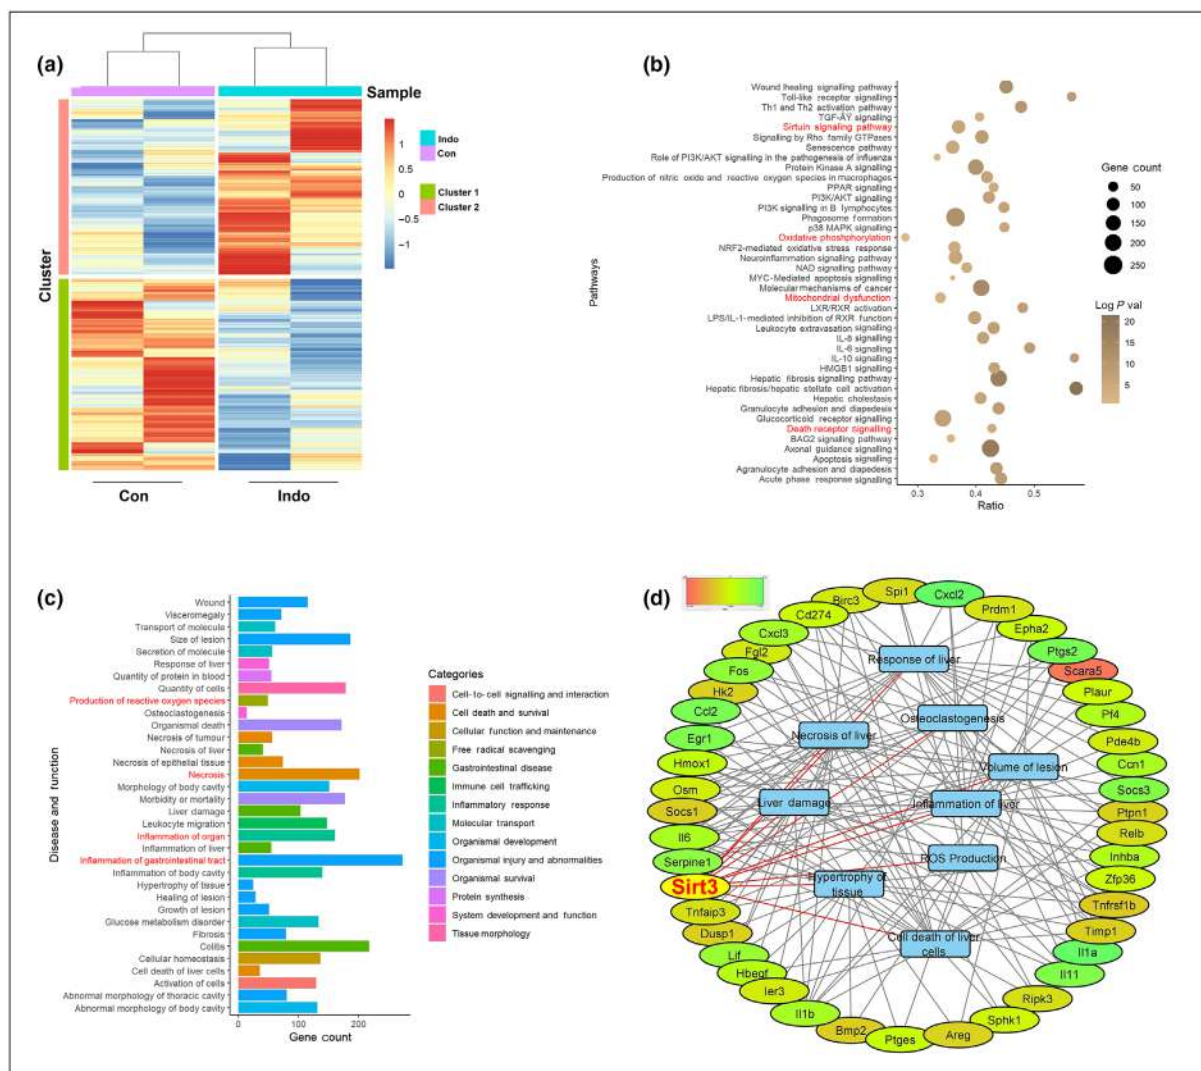 (a)
Sample
1
0.5
0
−0.5
−1
Indo
Con
Cluster 1
Cluster 2
Cluster
Con
Indo
(b)
Wound healing signalling pathway
Toll-like receptor signalling
Th1 and Th2 activation pathway
TGF-ÂŸ signalling
Sirtuin signaling pathway
Signalling by Rho family GTPases
Senescence pathway
Role of PI3K/AKT signalling in the pathogenesis of influenza
Protein Kinase A signalling
Production of nitric oxide and reactive oxygen species in macrophages
PPAR signalling
PI3K/AKT signalling
PI3K signalling in B lymphocytes
Phagosome formation
p38 MAPK signalling
Oxidative phoshphorylation
NRF2-mediated oxidative stress response
Neuroinflammation signalling pathway
NAD signalling pathway
MYC-Mediated apoptosis signalling
Molecular mechanisms of cancer
Mitochondrial dysfunction
LXR/RXR activation
LPS/IL-1-mediated inhibition of RXR function
Leukocyte extravasation signalling
IL-8 signalling
IL-6 signalling
IL-10 signalling
HMGB1 signalling
Hepatic fibrosis signalling pathway
Hepatic fibrosis/hepatic stellate cell activation
Hepatic cholestasis
Granulocyte adhesion and diapedesis
Glucocorticoid receptor signalling
Death receptor signalling
BAG2 signalling pathway
Axonal guidance signalling
Apoptosis signalling
Agranulocyte adhesion and diapedesis
Acute phase response signalling
Pathways
0.3 0.4 0.5
Ratio
Gene count
50
100
150
200
250
Log P val
20
15
10
5
(c)
Wound
Visceromegaly
Transport of molecule
Size of lesion
Secretion of molecule
Response of liver
Quantity of protein in blood
Quantity of cells
Production of reactive oxygen species
Osteoclastogenesis
Organismal death
Necrosis of tumour
Necrosis of liver
Necrosis of epithelial tissue
Necrosis
Morphology of body cavity
Morbidity or mortality
Liver damage
Leukocyte migration
Inflammation of organ
Inflammation of liver
Inflammation of gastrointestinal tract
Inflammation of body cavity
Hypertrophy of tissue
Healing of lesion
Growth of lesion
Glucose metabolism disorder
Fibrosis
Colitis
Cellular homeostasis
Cell death of liver cells
Activation of cells
Abnormal morphology of thoracic cavity
Abnormal morphology of body cavity
Disease and function
0 100 200
Gene count
Categories
Cell-to-cell signalling and interaction
Cell death and survival
Cellular function and maintenance
Free radical scavenging
Gastrointestinal disease
Immune cell trafficking
Inflammatory response
Molecular transport
Organismal development
Organismal injury and abnormalities
Organismal survival
Protein synthesis
System development and function
Tissue morphology
(d)
Spi1
Cxcl2
Birc3
Prdm1
Cd274
Epha2
Cxcl3
Ptgs2
Fgl2
Scara5
Fos
Plaur
Hk2
Pf4
Ccl2
Pde4b
Egr1
Ccn1
Hmox1
Socs3
Osm
Ptpn1
Socs1
Relb
Il6
Inhba
Serpine1
Zfp36
Sirt3
Tnfrsf1b
Tnfaip3
Timp1
Dusp1
Il1a
Lif
Il11
Hbegf
Ripk3
Ier3
Sphk1
Il1b
Areg
Bmp2
Ptges
Response of liver
Osteoclastogenesis
Necrosis of liver
Volume of lesion
Liver damage
Inflammation of liver
ROS Production
Hypertrophy of
tissue
Cell death of liver
cells